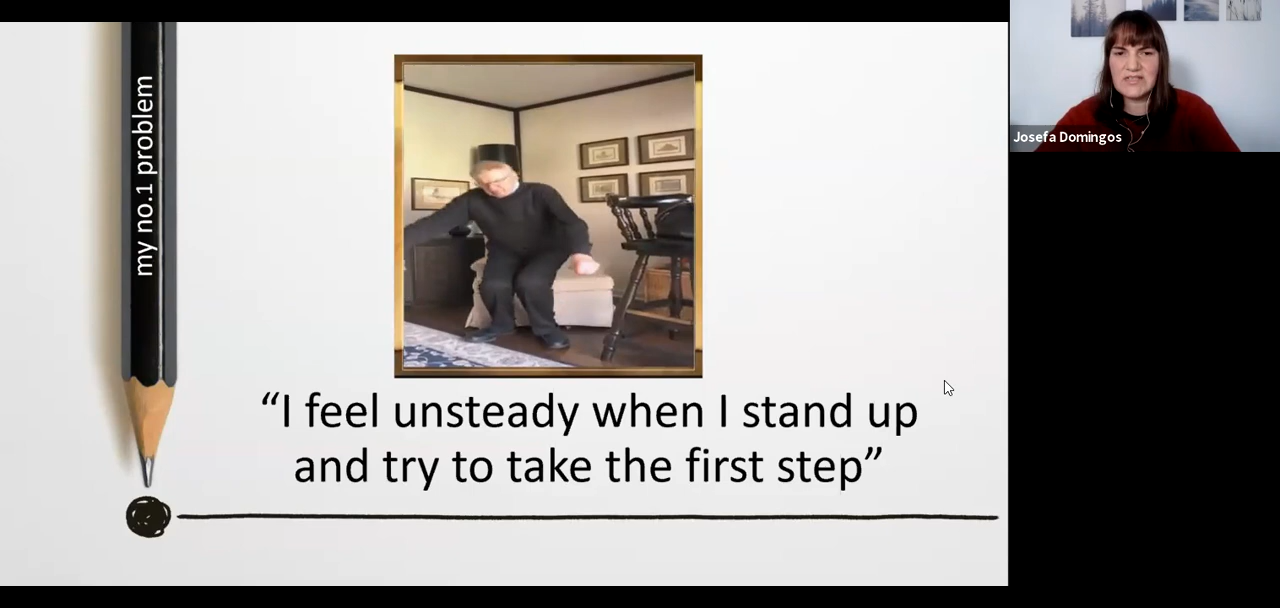 my no.1 problem
“I feel unsteady when I stand up
and try to take the first step”
Josefa Domingos